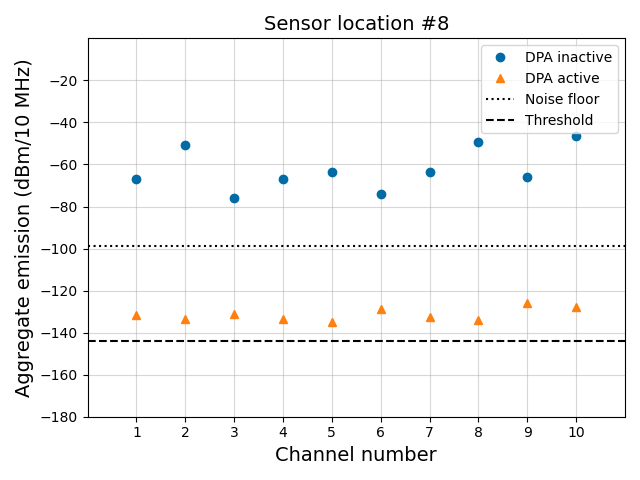 Sensor location #8
DPA inactive
DPA active
Noise floor
Threshold
Aggregate emission (dBm/10 MHz)
−20
−40
−60
−80
−100
−120
−140
−160
−180
1 2 3 4 5 6 7 8 9 10
Channel number